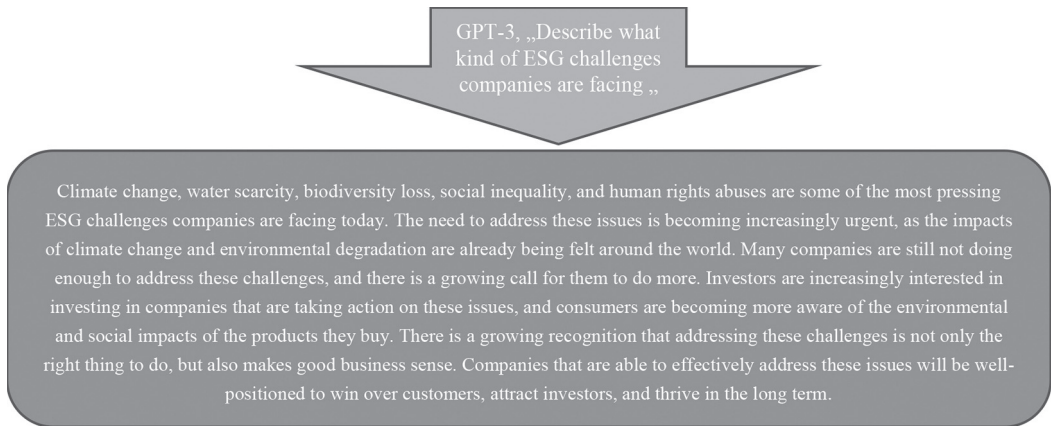 GPT-3, „Describe what
kind of ESG challenges
companies are facing „
Climate change, water scarcity, biodiversity loss, social inequality, and human rights abuses are some of the most pressing
ESG challenges companies are facing today. The need to address these issues is becoming increasingly urgent, as the impacts
of climate change and environmental degradation are already being felt around the world. Many companies are still not doing
enough to address these challenges, and there is a growing call for them to do more. Investors are increasingly interested in
investing in companies that are taking action on these issues, and consumers are becoming more aware of the environmental
and social impacts of the products they buy. There is a growing recognition that addressing these challenges is not only the
right thing to do, but also makes good business sense. Companies that are able to effectively address these issues will be well-
positioned to win over customers, attract investors, and thrive in the long term.